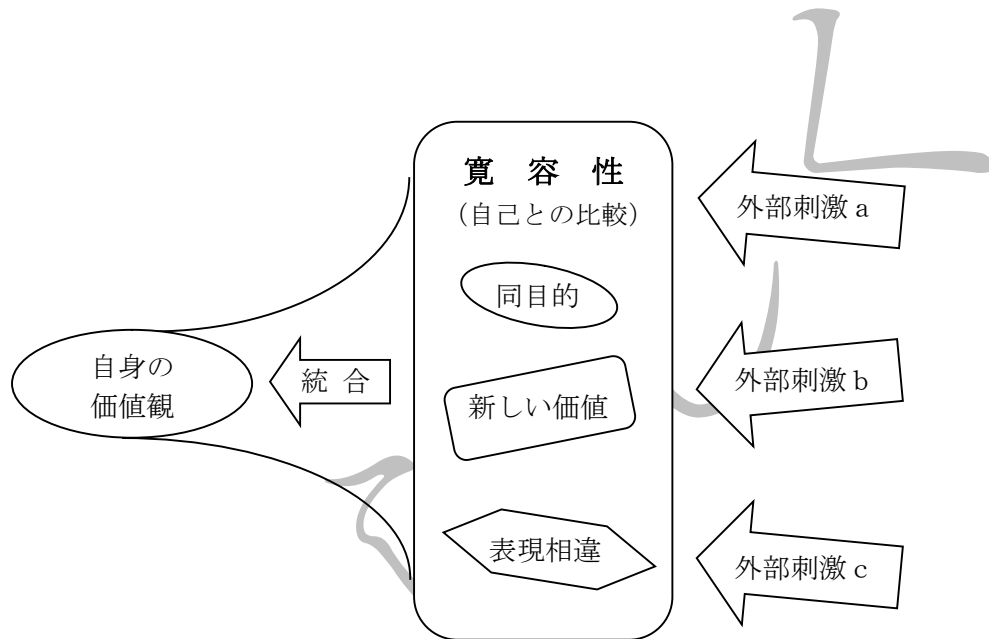 寛 容 性
(自己との比較)
外部刺激 a
同目的
自身の
価値観
統 合
新しい価値
外部刺激 b
表現相違
外部刺激 c